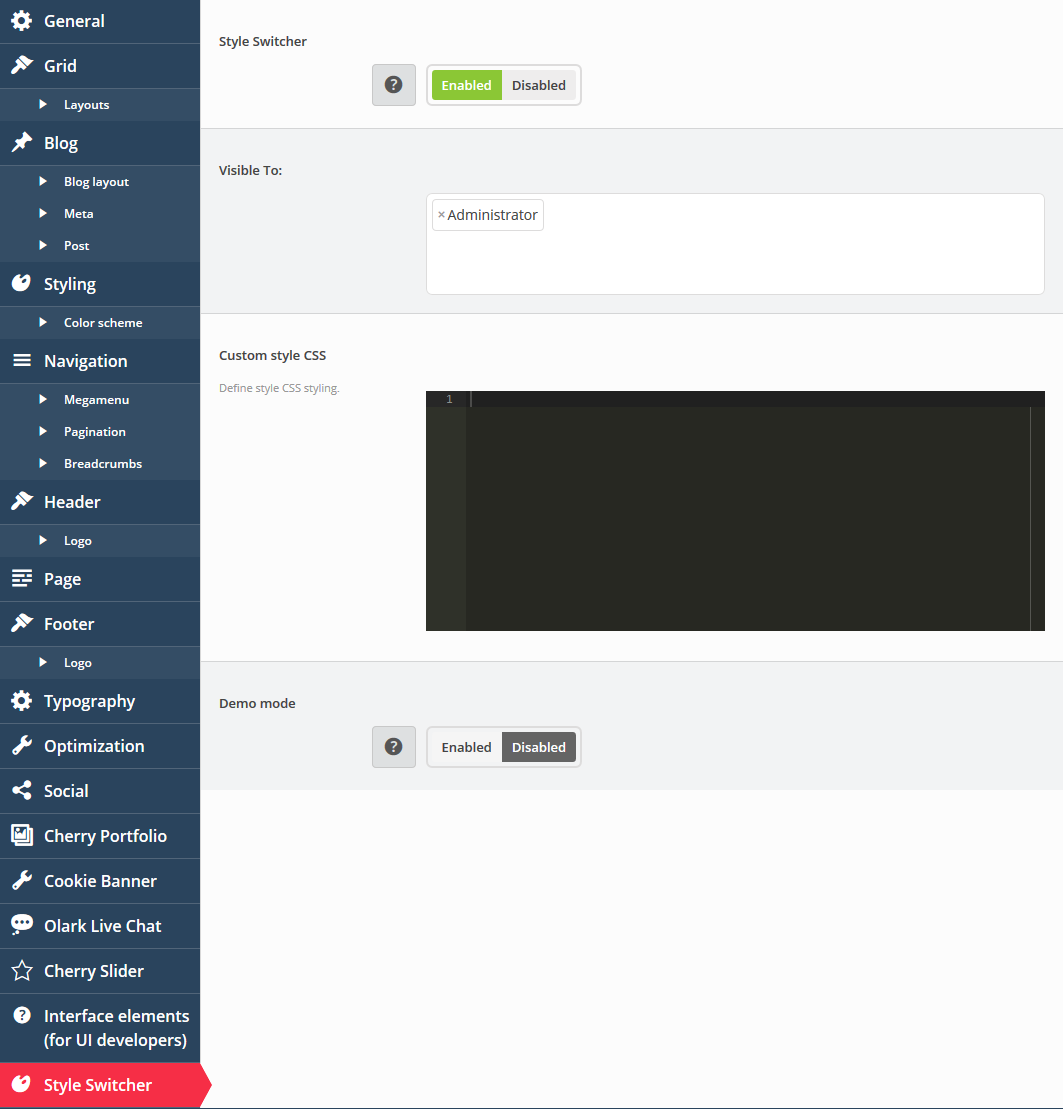 General
Grid
Layouts
Blog
Blog layout
Meta
Post
Styling
Color scheme
Navigation
Megamenu
Pagination
Breadcrumbs
Header
Logo
Page
Footer
Logo
Typography
Optimization
Social
Cherry Portfolio
Cookie Banner
Olark Live Chat
Cherry Slider
Interface elements
(for UI developers)
Style Switcher
Style Switcher
? Enabled Disabled
Visible To:
× Administrator
Custom style CSS
Define style CSS styling.
1
Demo mode
? Enabled Disabled